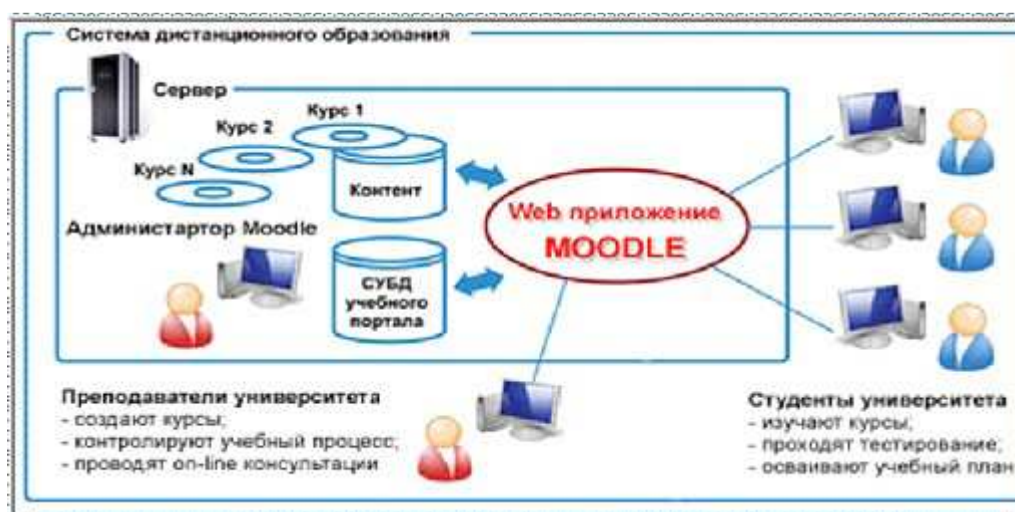 Система дистанционного образования
Сервер
Курс 1
Курс 2
Курс N
Контент
Администартор Moodle
СУБД
учебного
портала
Web приложение
MOODLE
Преподаватели университета
- создают курсы;
- контролируют учебный процесс;
- проводят on-line консультации
Студенты университета
- изучают курсы;
- проходят тестирование;
- осваивают учебный план